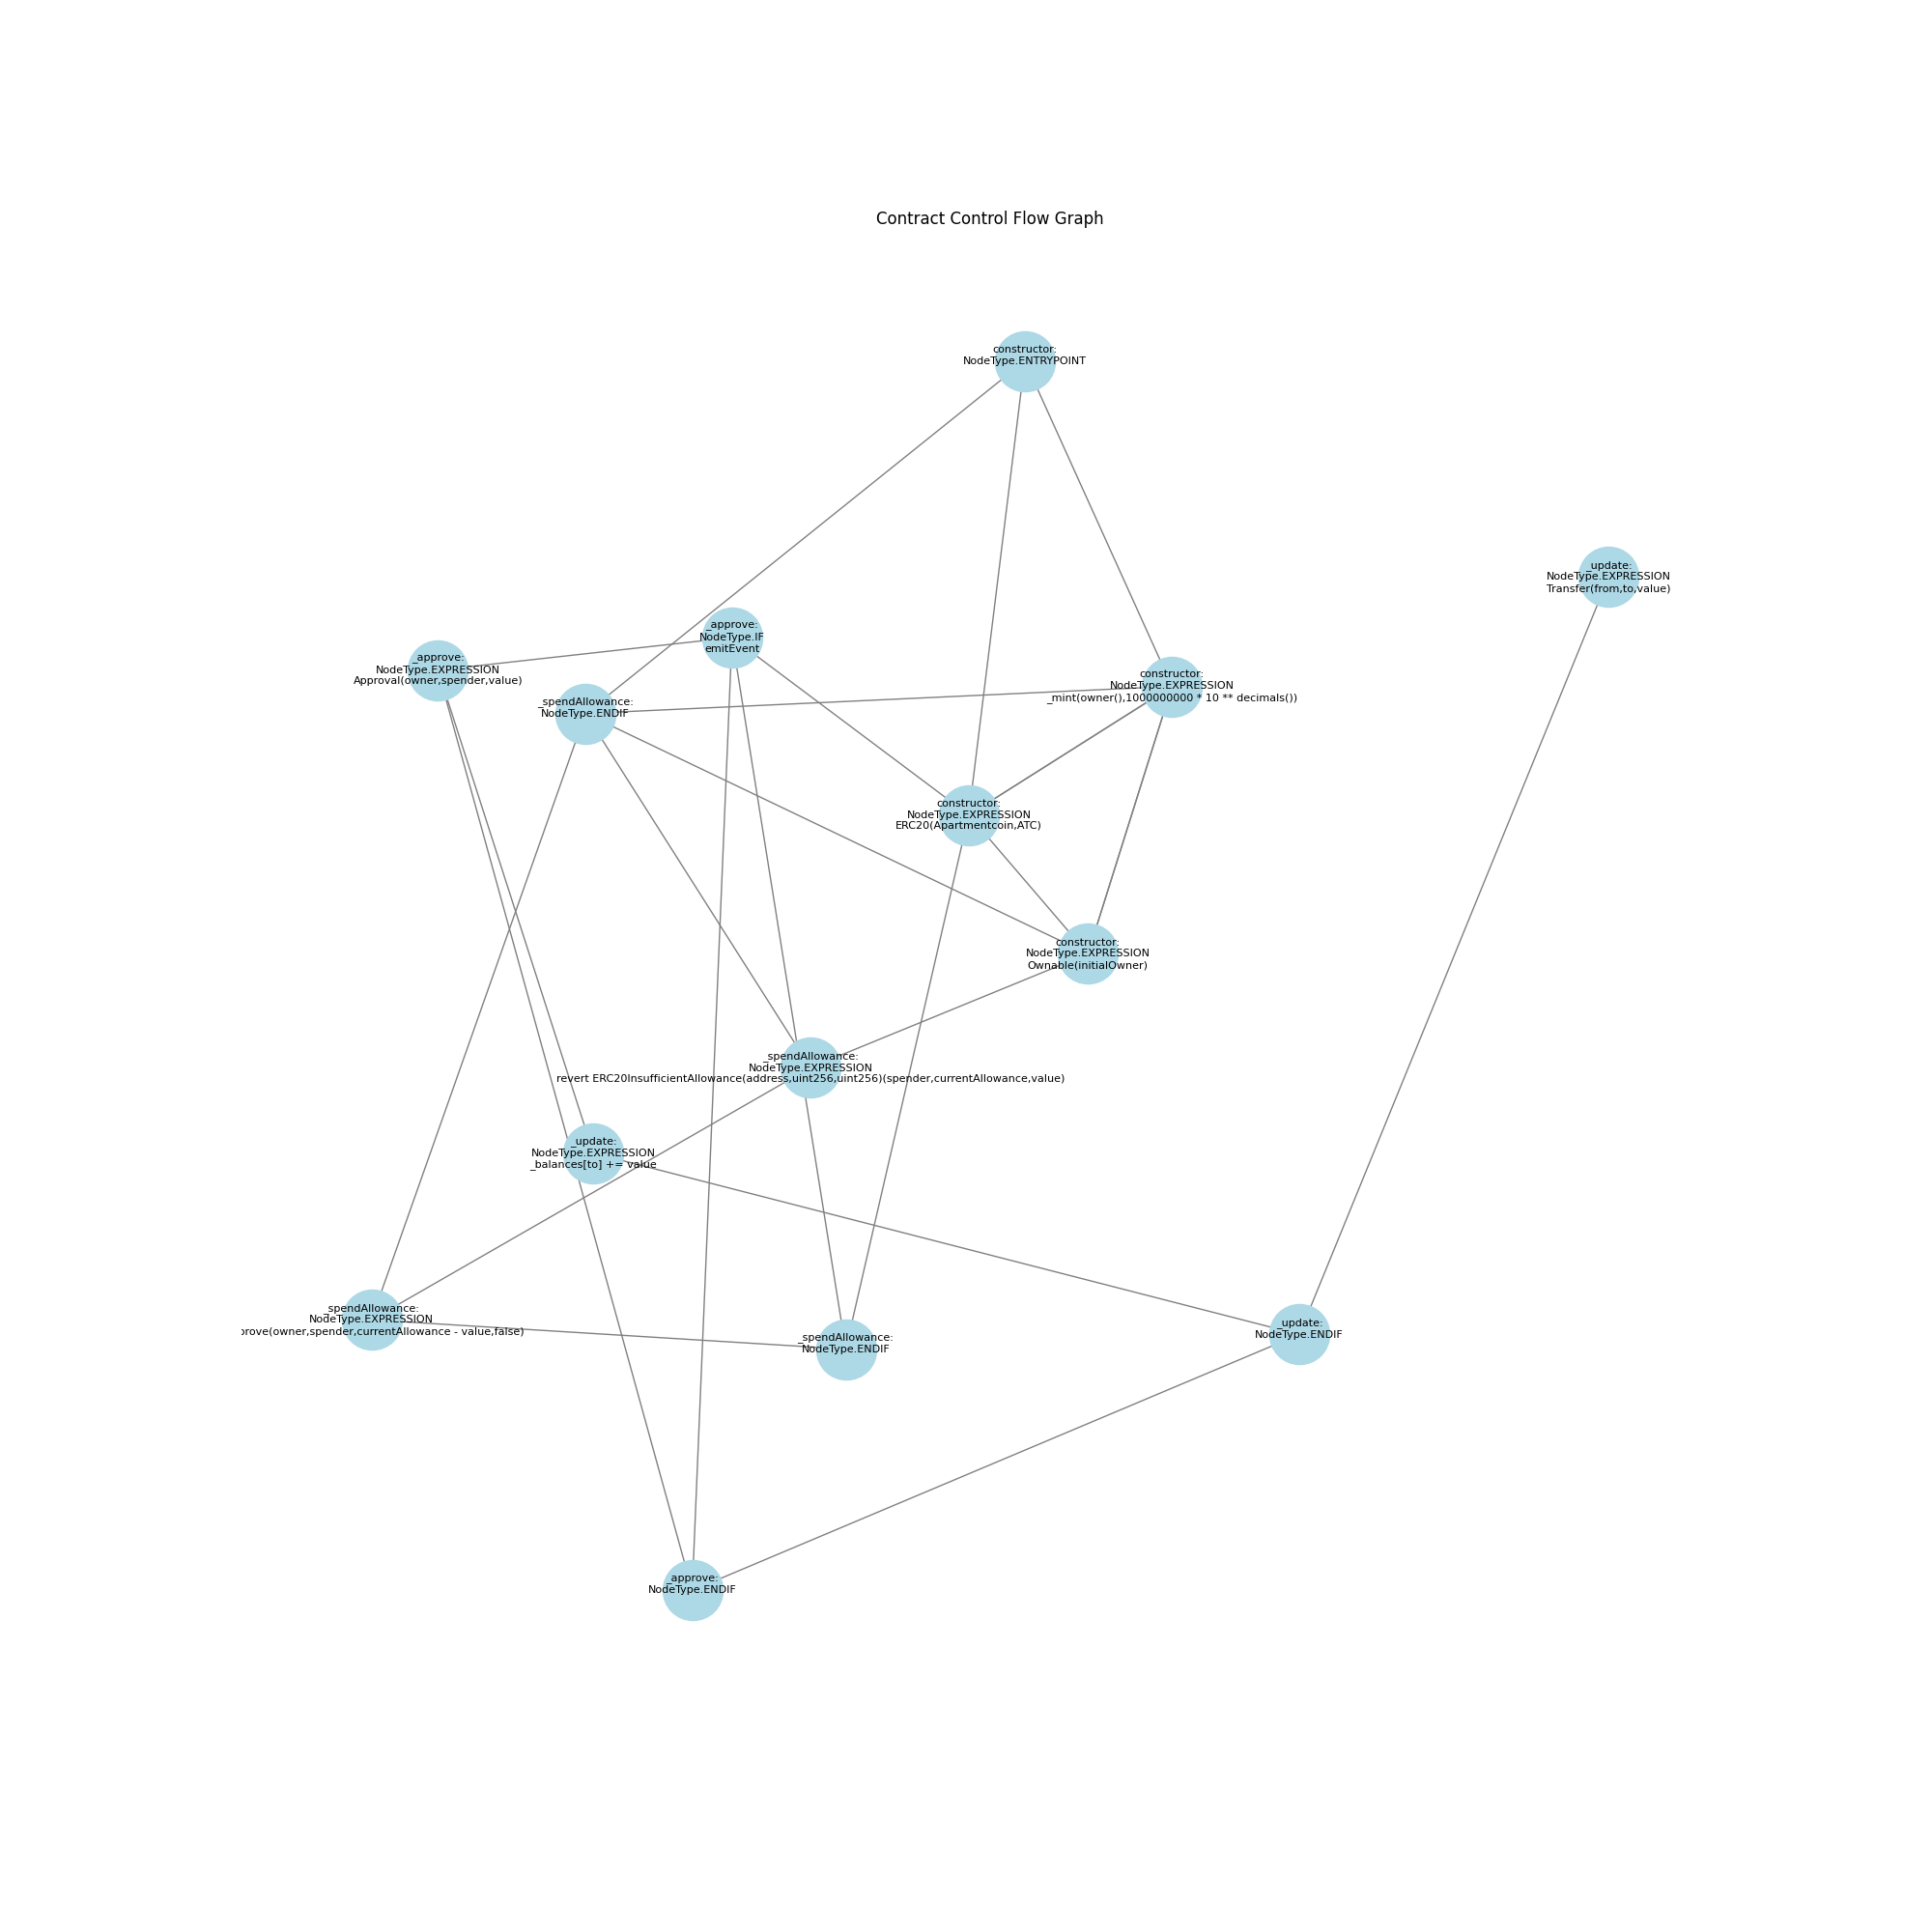 Contract Control Flow Graph
constructor:
NodeType.ENTRYPOINT
_update:
NodeType.EXPRESSION
Transfer(from,to,value)
_approve:
NodeType.IF
emitEvent
_approve:
NodeType.EXPRESSION
Approval(owner,spender,value)
constructor:
NodeType.EXPRESSION
_mint(owner(),1000000000 * 10 ** decimals())
_spendAllowance:
NodeType.ENDIF
constructor:
NodeType.EXPRESSION
ERC20(Apartmentcoin,ATC)
constructor:
NodeType.EXPRESSION
Ownable(initialOwner)
_spendAllowance:
NodeType.EXPRESSION
revert ERC20InsufficientAllowance(address,uint256,uint256)(spender,currentAllowance,value)
_update:
NodeType.EXPRESSION
_balances[to] += value
_spendAllowance:
NodeType.EXPRESSION
prove(owner,spender,currentAllowance - value,false)
_update:
NodeType.ENDIF
_spendAllowance:
NodeType.ENDIF
_approve:
NodeType.ENDIF